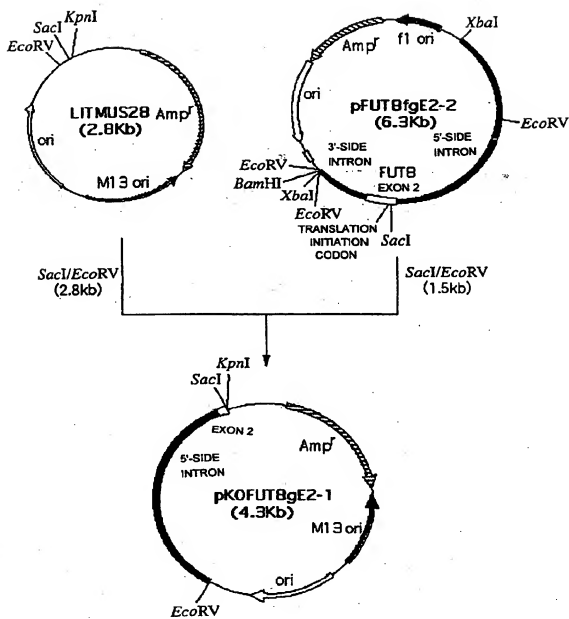 KpnI
SacI
EcoRV
LITMUS28
(2.8Kb)
Ampr
ori
M13 ori
XbaI
f1 ori
Ampr
ori
pFUT8fgE2-2
(6.3Kb)
EcoRV
5'-SIDE
INTRON
3'-SIDE
INTRON
FUT8
EXON 2
EcoRV
BamHI
XbaI
EcoRV
TRANSLATION
INITIATION
CODON
SacI
SacI/EcoRV
(2.8kb)
SacI/EcoRV
(1.5kb)
KpnI
SacI
EXON 2
Ampr
5'-SIDE
INTRON
pKOFUT8gE2-1
(4.3Kb)
M13 ori
ori
EcoRV